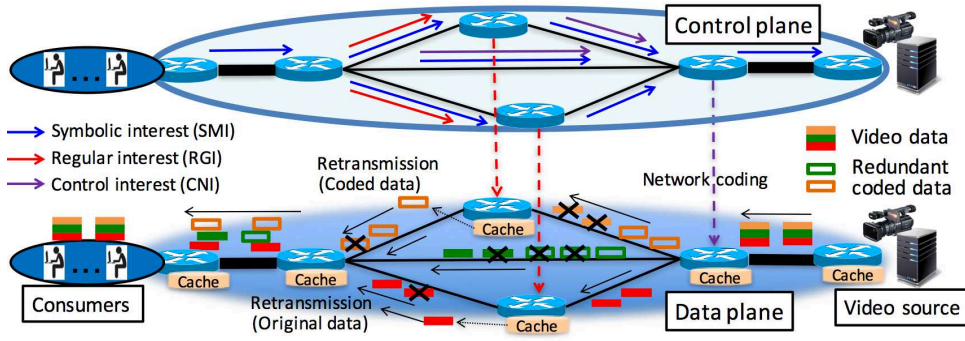 Control plane
Symbolic interest (SMI)
Regular interest (RGI)
Control interest (CNI)
Retransmission
(Coded data)
Network coding
Video data
Redundant
coded data
Cache
Cache
Cache
Cache
Cache
Cache
Consumers
Retransmission
(Original data)
Data plane
Video source